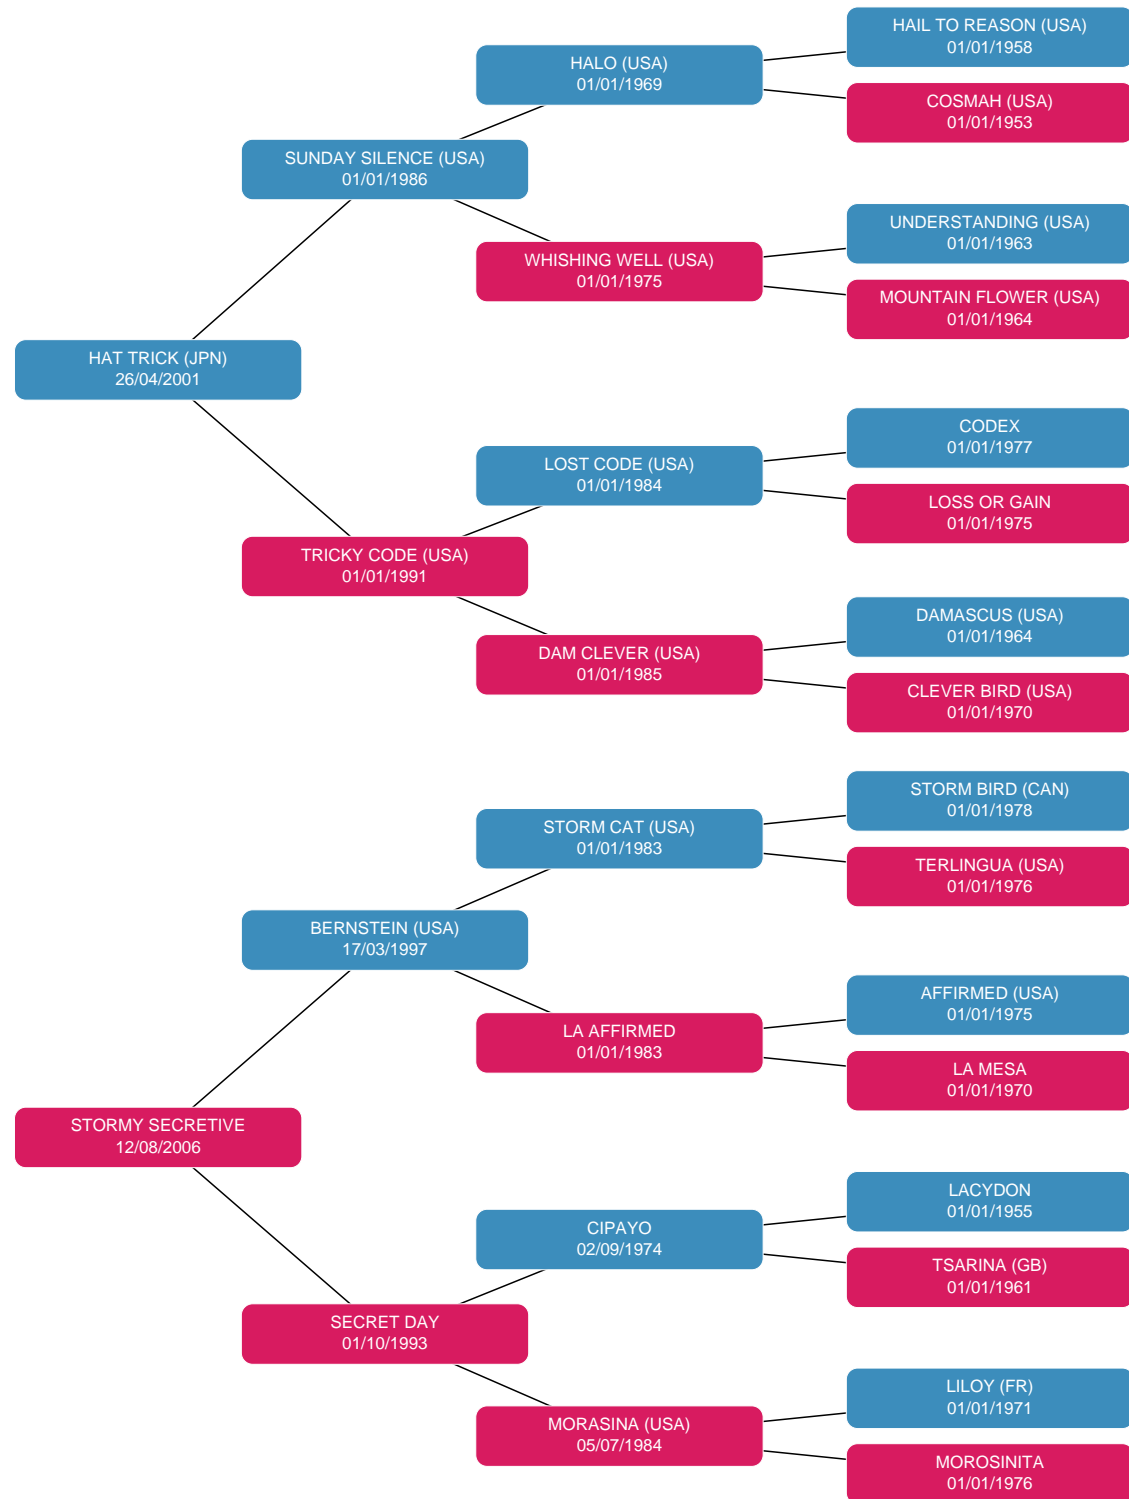 HAIL TO REASON (USA)
01/01/1958
HALO (USA)
01/01/1969
COSMAH (USA)
01/01/1953
SUNDAY SILENCE (USA)
01/01/1986
UNDERSTANDING (USA)
01/01/1963
WHISHING WELL (USA)
01/01/1975
MOUNTAIN FLOWER (USA)
01/01/1964
HAT TRICK (JPN)
26/04/2001
CODEX
01/01/1977
LOST CODE (USA)
01/01/1984
LOSS OR GAIN
01/01/1975
TRICKY CODE (USA)
01/01/1991
DAMASCUS (USA)
01/01/1964
DAM CLEVER (USA)
01/01/1985
CLEVER BIRD (USA)
01/01/1970
STORM BIRD (CAN)
01/01/1978
STORM CAT (USA)
01/01/1983
TERLINGUA (USA)
01/01/1976
BERNSTEIN (USA)
17/03/1997
AFFIRMED (USA)
01/01/1975
LA AFFIRMED
01/01/1983
LA MESA
01/01/1970
STORMY SECRETIVE
12/08/2006
LACYDON
01/01/1955
CIPAYO
02/09/1974
TSARINA (GB)
01/01/1961
SECRET DAY
01/10/1993
LILOY (FR)
01/01/1971
MORASINA (USA)
05/07/1984
MOROSINITA
01/01/1976